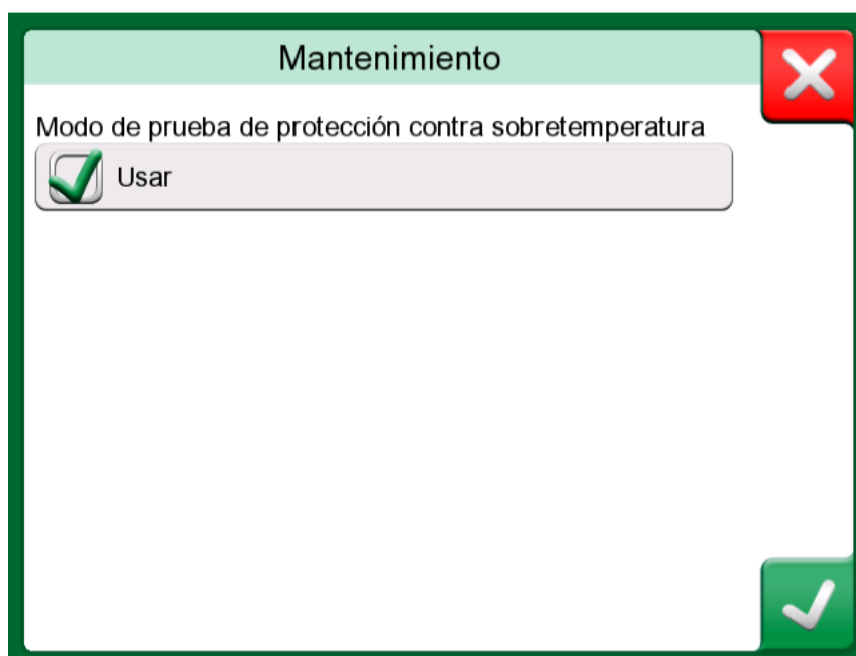 Mantenimiento
Modo de prueba de protección contra sobretemperatura
Usar